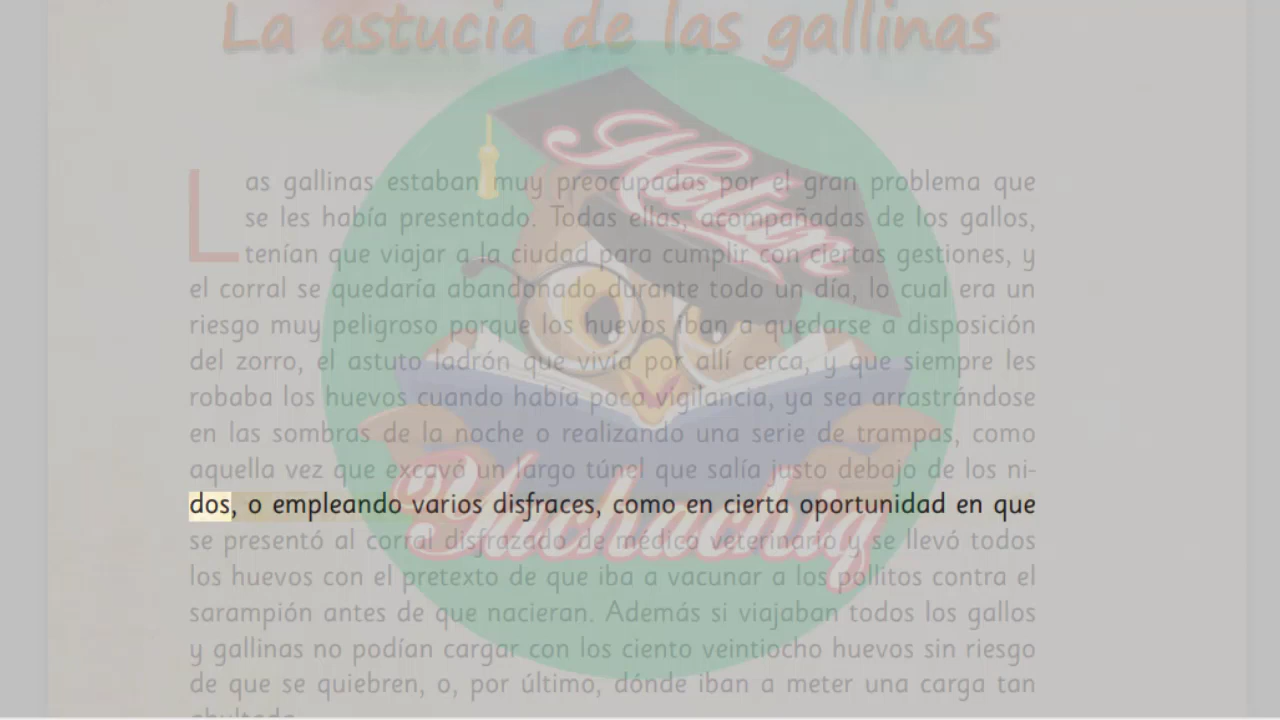 La astucia de las gallinas
Hatun
Las gallinas estaban muy preocupadas por el gran problema que
se les había presentado. Todas ellas, acompañadas de los gallos,
tenían que viajar a la ciudad para cumplir con ciertas gestiones, y
el corral se quedaría abandonado durante todo un día, lo cual era un
riesgo muy peligroso porque los huevos iban a quedarse a disposición
del zorro, el astuto ladrón que vivía por allí cerca, y que siempre les
robaba los huevos cuando había poca vigilancia, ya sea arrastrándose
en las sombras de la noche o realizando una serie de trampas, como
aquella vez que excavó un largo túnel que salía justo debajo de los ni-
dos, o empleando varios disfraces, como en cierta oportunidad en que
se presentó al corral disfrazado de médico veterinario y se llevó todos
Yachachiq
los huevos con el pretexto de que iba a vacunar a los pollitos contra el
sarampión antes de que nacieran. Además si viajaban todos los gallos
y gallinas no podían cargar con los ciento veintiocho huevos sin riesgo
de que se quiebren, o, por último, dónde iban a meter una carga tan